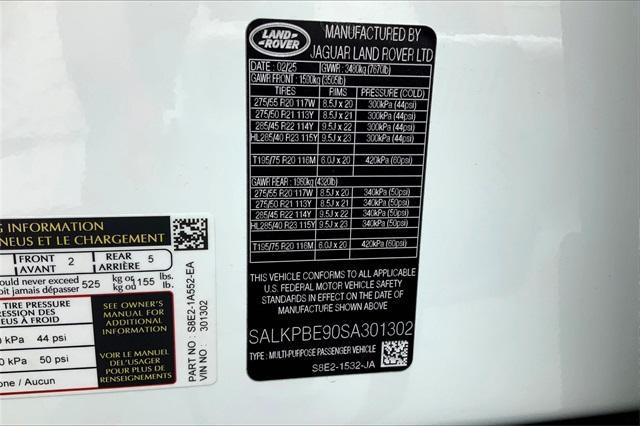 LAND-
ROVER
MANUFACTURED BY
JAGUAR LAND ROVER LTD
DATE : 02/25 GVWR : 3480kg (7670lb)
GAWR FRONT : 1590kg (3505lb)
TIRES RIMS PRESSURE (COLD)
275/55 R20 117W 8.5J x 20 300kPa (44psi)
275/50 R21 113Y 8.5J x 21 300kPa (44psi)
285/45 R22 114Y 9.5J x 22 300kPa (44psi)
HL285/40 R23 115Y 9.5J x 23 300kPa (44psi)
T195/75 R20 116M 6.0J x 20 420kPa (60psi)
GAWR REAR : 1960kg (4320lb)
275/55 R20 117W 8.5J x 20 340kPa (50psi)
275/50 R21 113Y 8.5J x 21 340kPa (50psi)
285/45 R22 114Y 9.5J x 22 340kPa (50psi)
HL285/40 R23 115Y 9.5J x 23 340kPa (50psi)
T195/75 R20 116M 6.0J x 20 420kPa (60psi)
THIS VEHICLE CONFORMS TO ALL APPLICABLE
U.S. FEDERAL MOTOR VEHICLE SAFETY
STANDARDS IN EFFECT ON THE DATE OF
MANUFACTURE SHOWN ABOVE
SALKPBE90SA301302
TYPE : MULTI-PURPOSE PASSENGER VEHICLE
S8E2-1532-JA
G INFORMATION
NEUS ET LE CHARGEMENT
FRONT 2 REAR 5
AVANT ARRIÈRE
ould never exceed 525 kg or 155 lbs.
oit jamais dépasser kg ou lb.
TIRE PRESSURE
EUS À FROID
0 kPa 44 psi
0 kPa 50 psi
one / Aucun
SEE OWNER'S
MANUAL FOR
ADDITIONAL
INFORMATION
VOIR LE MANUEL
DE L'USAGER
POUR PLUS DE
RENSEIGNEMENTS
PART NO : S8E2-1A552-EA
VIN NO : 301302